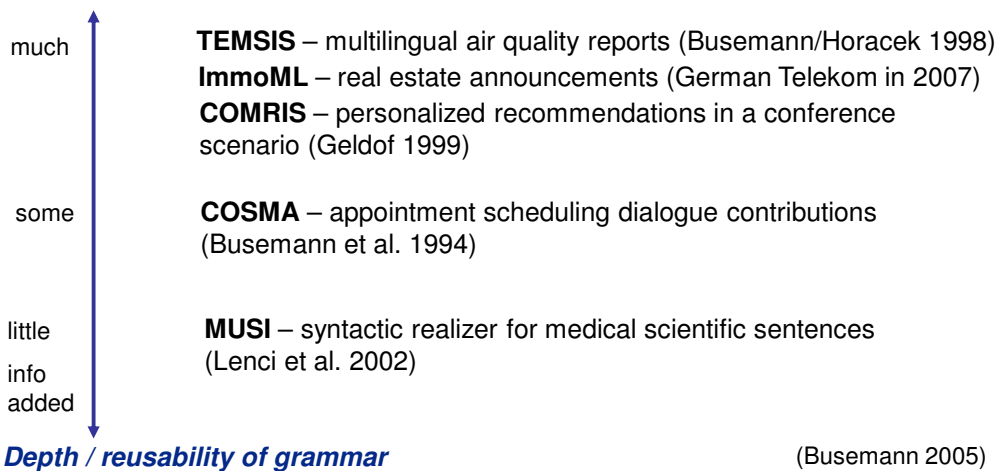 much
TEMSIS – multilingual air quality reports (Busemann/Horacek 1998)
ImmoML – real estate announcements (German Telekom in 2007)
COMRIS – personalized recommendations in a conference
scenario (Geldof 1999)
some
COSMA – appointment scheduling dialogue contributions
(Busemann et al. 1994)
little
MUSI – syntactic realizer for medical scientific sentences
(Lenci et al. 2002)
info
added
Depth / reusability of grammar
(Busemann 2005)